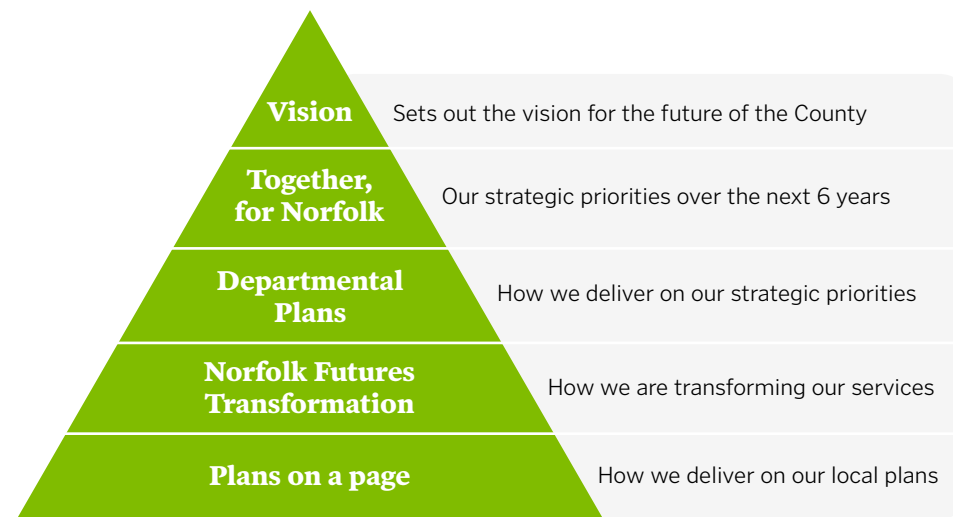 Vision
Sets out the vision for the future of the County
Together,
for Norfolk
Our strategic priorities over the next 6 years
Departmental
Plans
How we deliver on our strategic priorities
Norfolk Futures
Transformation
How we are transforming our services
Plans on a page
How we deliver on our local plans